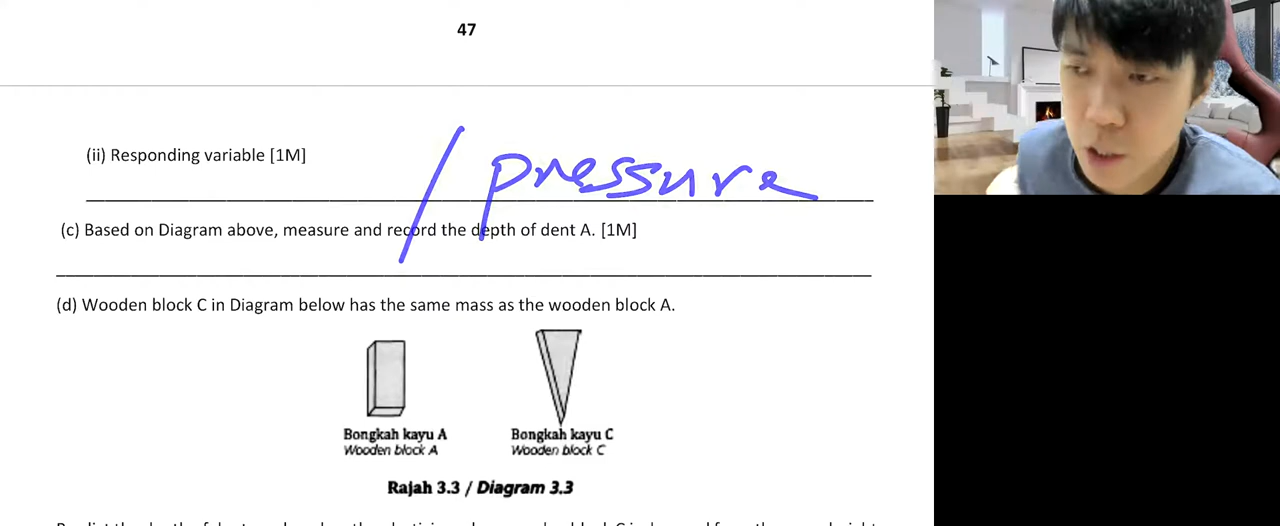 47
(ii) Responding variable [1M]
/ pressure
(c) Based on Diagram above, measure and record the depth of dent A. [1M]
(d) Wooden block C in Diagram below has the same mass as the wooden block A.
Bongkah kayu A Bongkah kayu C
Wooden block A Wooden block C
Rajah 3.3 / Diagram 3.3